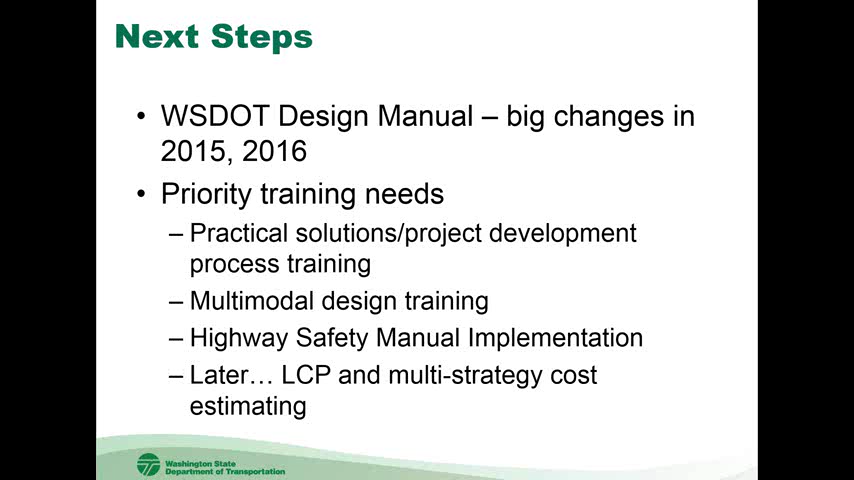 Next Steps
• WSDOT Design Manual – big changes in
2015, 2016
• Priority training needs
– Practical solutions/project development
process training
– Multimodal design training
– Highway Safety Manual Implementation
– Later… LCP and multi-strategy cost
estimating
Washington State
Department of Transportation